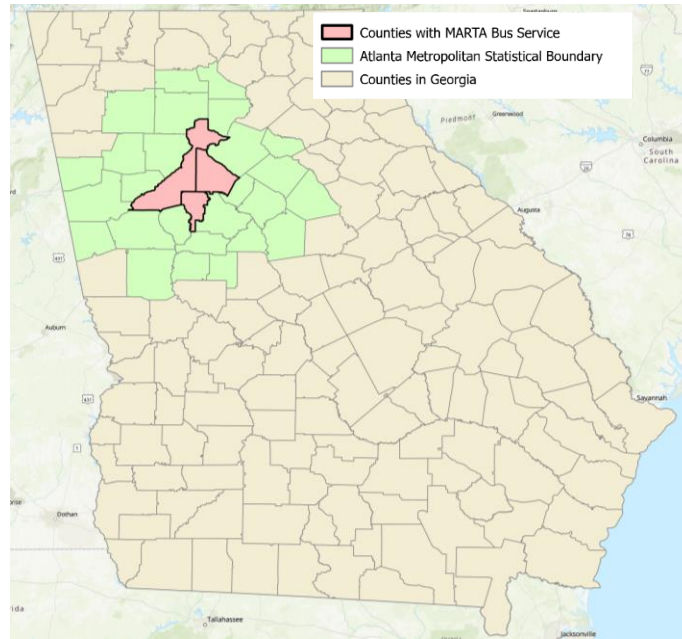 Counties with MARTA Bus Service
Atlanta Metropolitan Statistical Boundary
Counties in Georgia
Piedmont
Greenwood
Columbia
South
Carolina
Augusta
Auburn
Savannah
Dothan
Tallahassee
Jacksonville